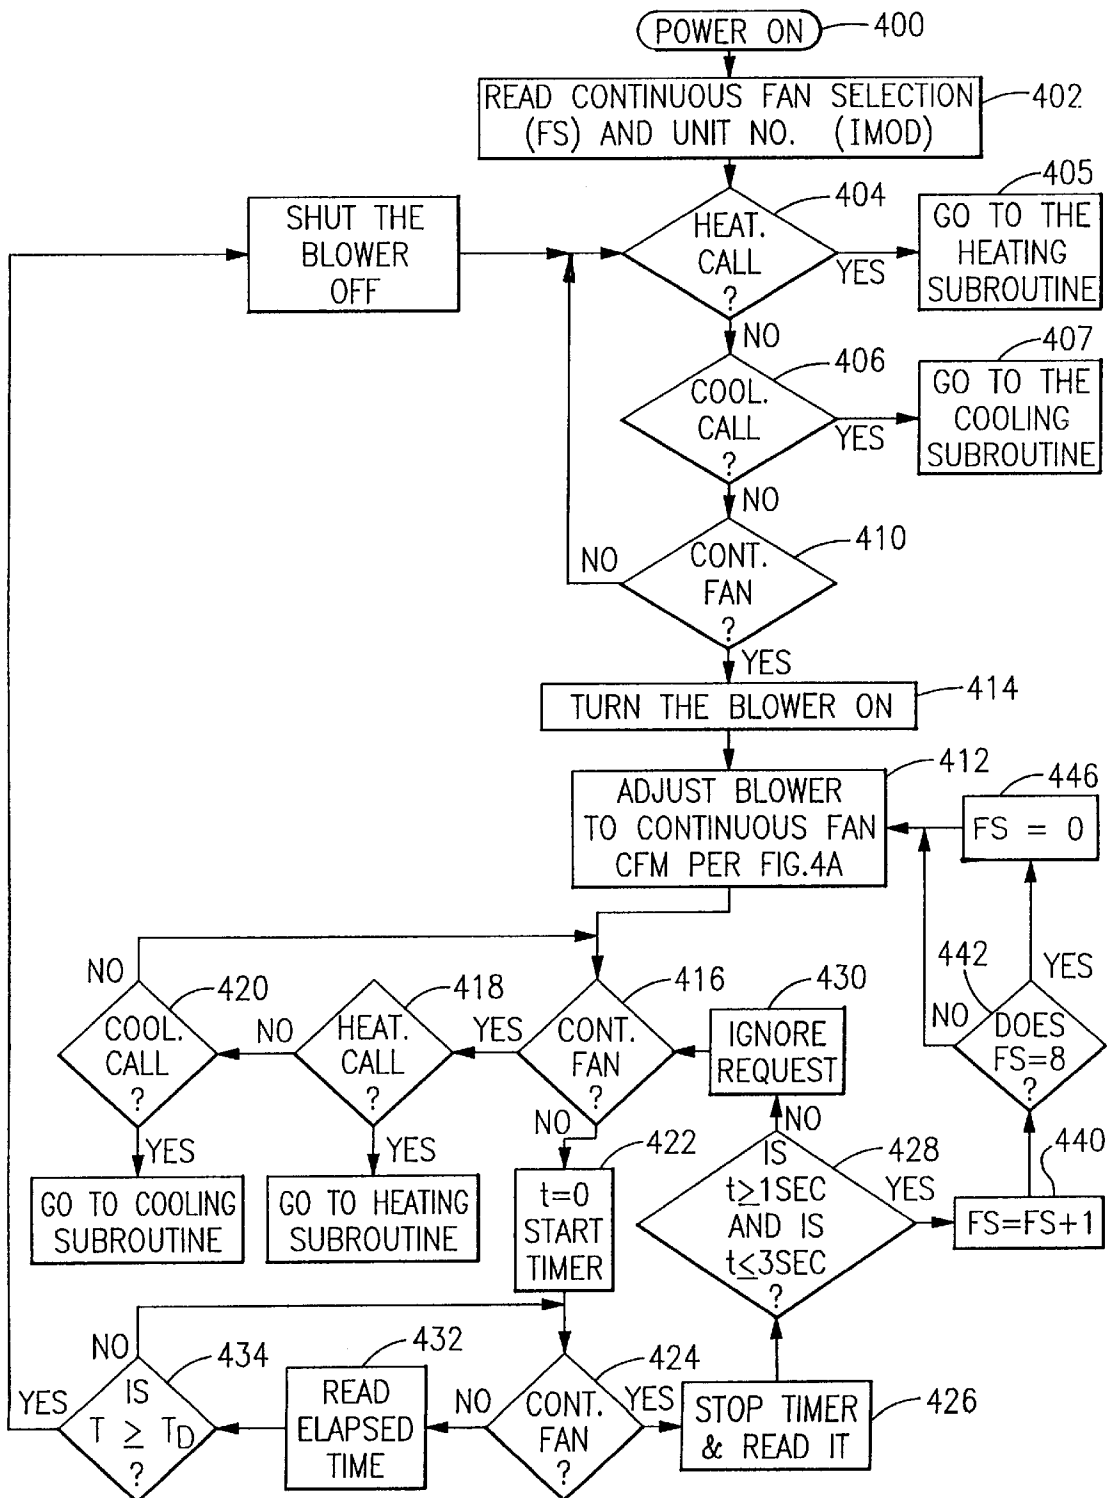 POWER ON
400
READ CONTINUOUS FAN SELECTION
(FS) AND UNIT NO. (IMOD)
402
SHUT THE
BLOWER
OFF
HEAT.
CALL
?
404
YES
405
GO TO THE
HEATING
SUBROUTINE
NO
COOL.
CALL
?
406
YES
407
GO TO THE
COOLING
SUBROUTINE
NO
CONT.
FAN
?
410
NO
YES
TURN THE BLOWER ON
414
ADJUST BLOWER
TO CONTINUOUS FAN
CFM PER FIG.4A
412
446
FS = 0
YES
442
NO
DOES
FS=8
?
NO
COOL.
CALL
?
420
NO
HEAT.
CALL
?
418
YES
CONT.
FAN
?
416
430
IGNORE
REQUEST
YES
GO TO COOLING
SUBROUTINE
YES
GO TO HEATING
SUBROUTINE
NO
422
t=0
START
TIMER
NO
IS
t≥1SEC
AND IS
t≤3SEC
?
428
YES
440
FS=FS+1
NO
YES
IS
T ≥ TD
?
434
432
READ
ELAPSED
TIME
NO
CONT.
FAN
?
424
YES
STOP TIMER
& READ IT
426